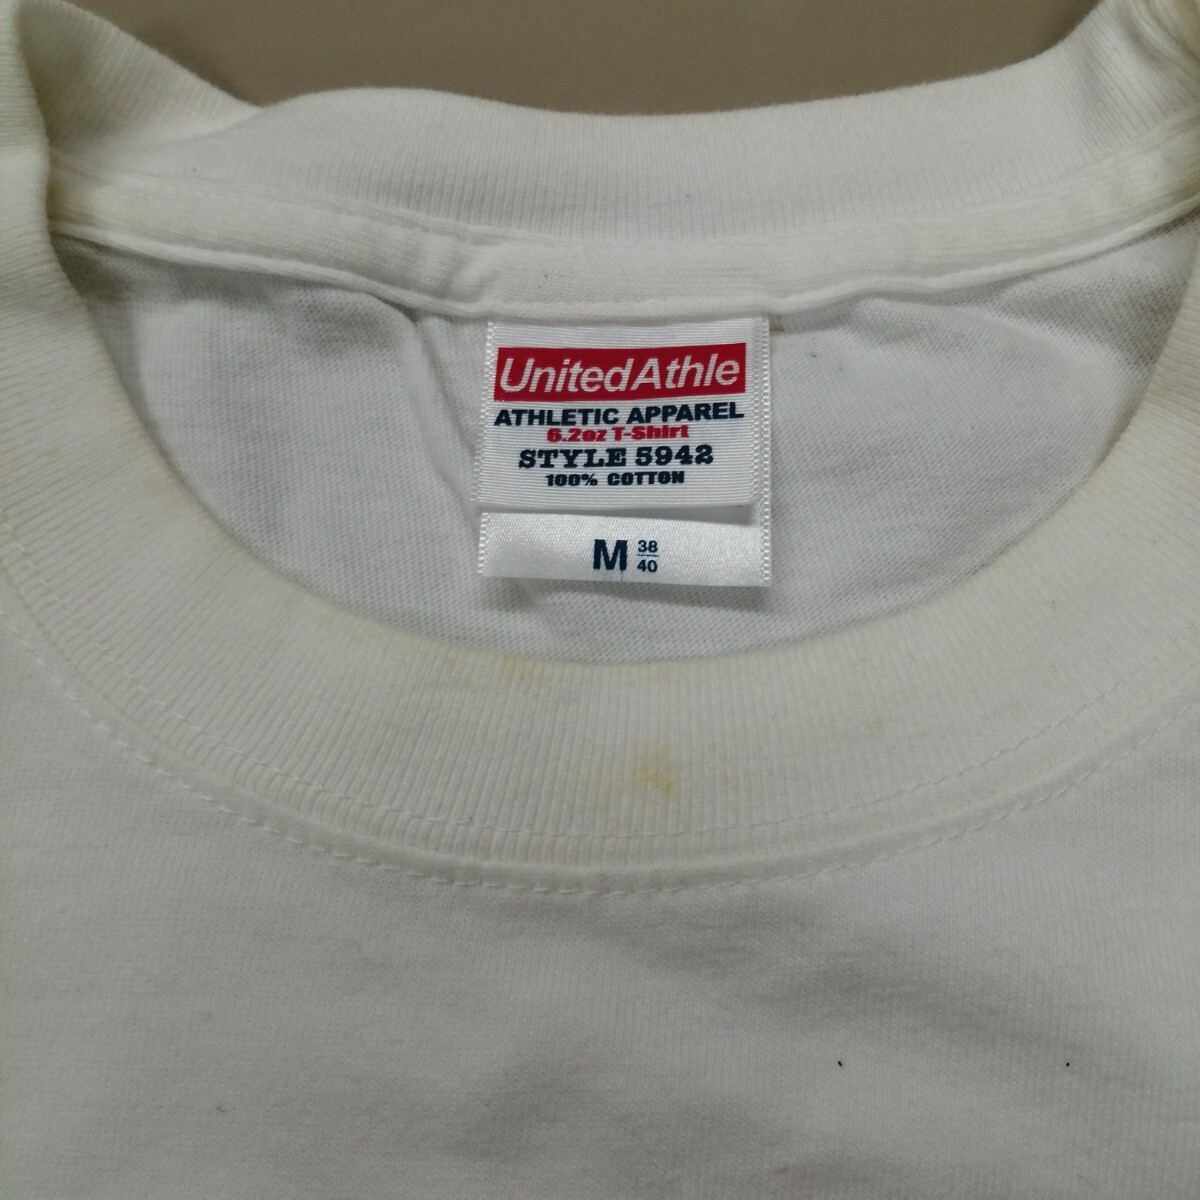 UnitedAthle
ATHLETIC APPAREL
6.2oz T-Shirt
STYLE 5942
100% COTTON
M 38
40